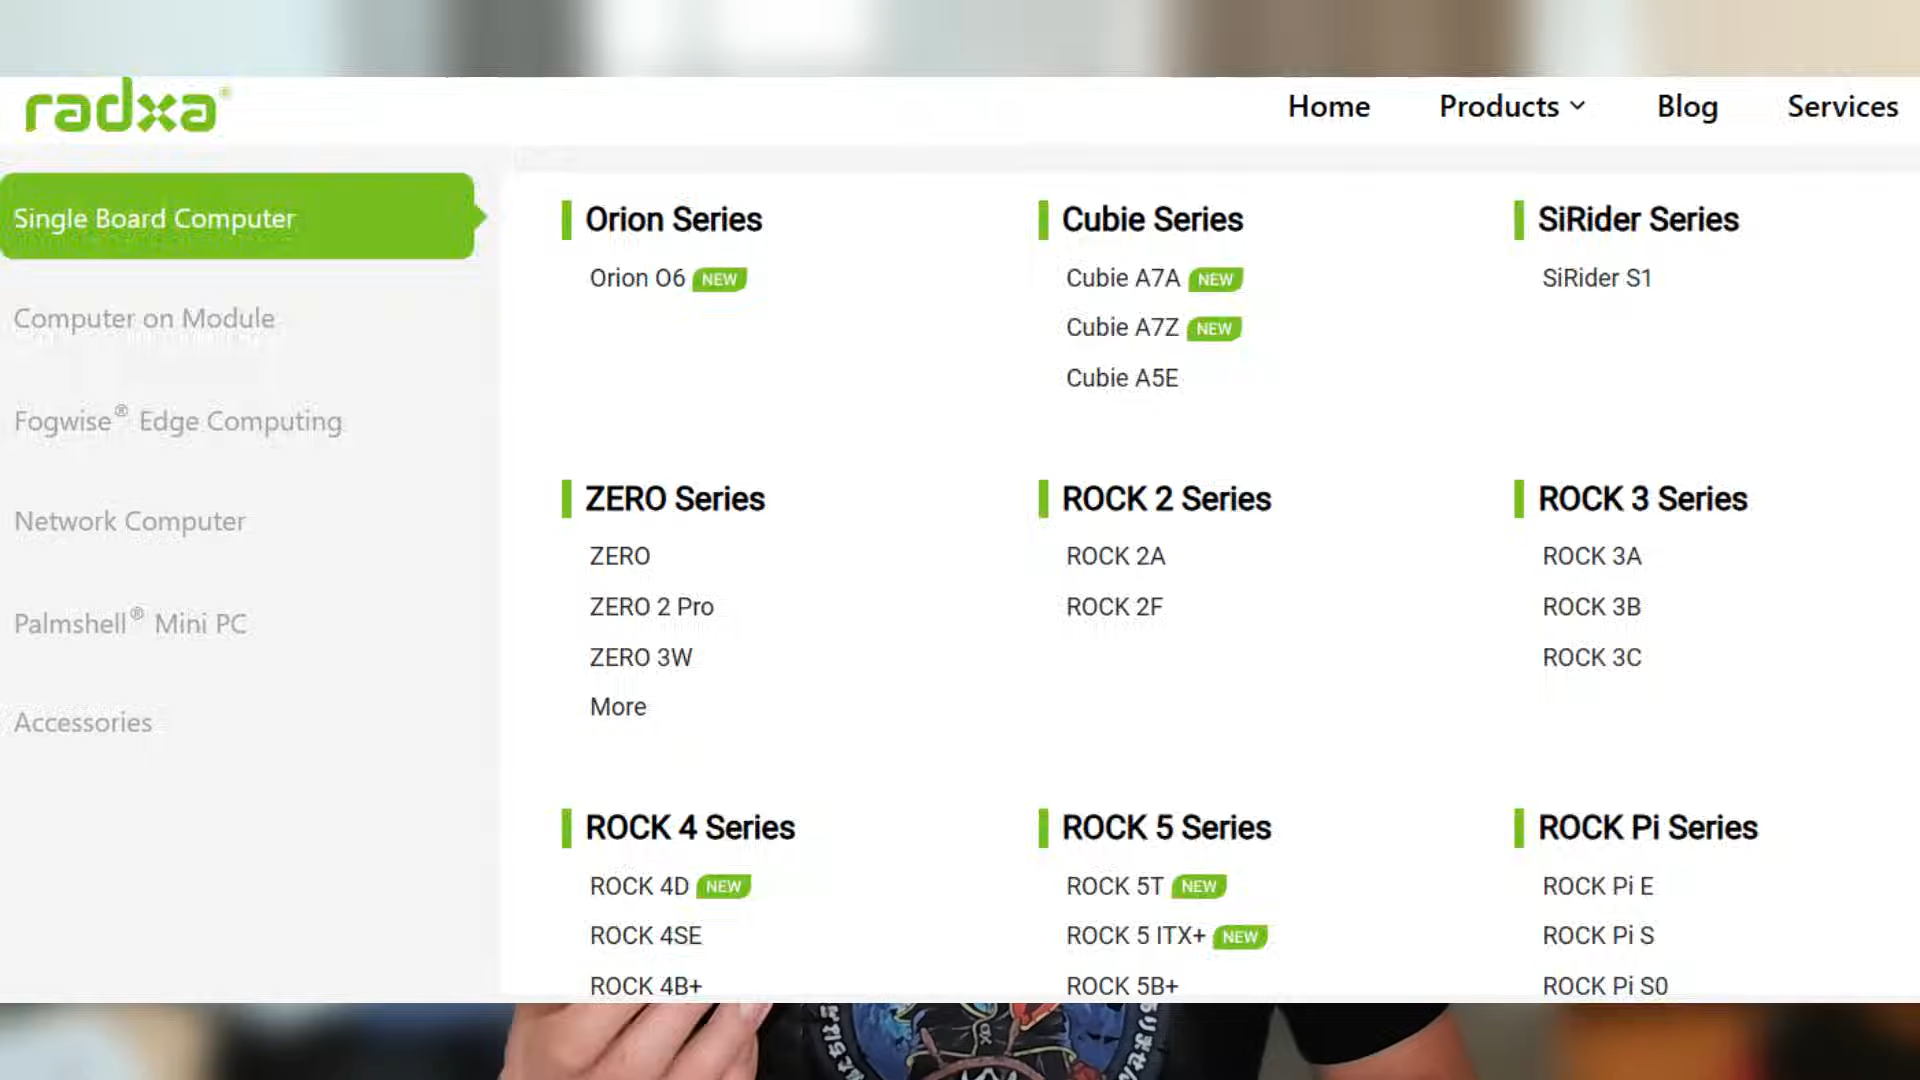 radxa®
Home Products Blog Services
Single Board Computer
Computer on Module
Fogwise® Edge Computing
Network Computer
Palmshell® Mini PC
Accessories
Orion Series
Orion O6 NEW
Cubie Series
Cubie A7A NEW
Cubie A7Z NEW
Cubie A5E
SiRider Series
SiRider S1
ZERO Series
ZERO
ZERO 2 Pro
ZERO 3W
More
ROCK 2 Series
ROCK 2A
ROCK 2F
ROCK 3 Series
ROCK 3A
ROCK 3B
ROCK 3C
ROCK 4 Series
ROCK 4D NEW
ROCK 4SE
ROCK 4B+
ROCK 5 Series
ROCK 5T NEW
ROCK 5 ITX+ NEW
ROCK 5B+
ROCK Pi Series
ROCK Pi E
ROCK Pi S
ROCK Pi S0